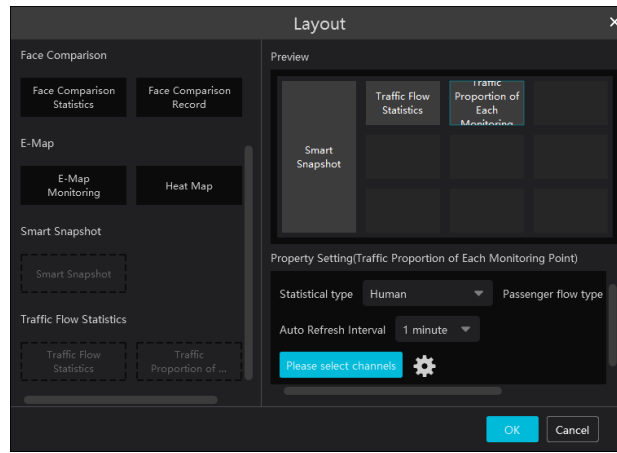 Layout
Face Comparison
Face Comparison
Statistics
Face Comparison
Record
E-Map
E-Map
Monitoring
Heat Map
Smart Snapshot
Smart Snapshot
Traffic Flow Statistics
Traffic Flow
Statistics
Traffic
Proportion of ...
Preview
Smart
Snapshot
Traffic Flow
Statistics
Traffic
Proportion of
Each
Monitoring
Property Setting(Traffic Proportion of Each Monitoring Point)
Statistical type Human Passenger flow type
Auto Refresh Interval 1 minute
Please select channels
OK Cancel